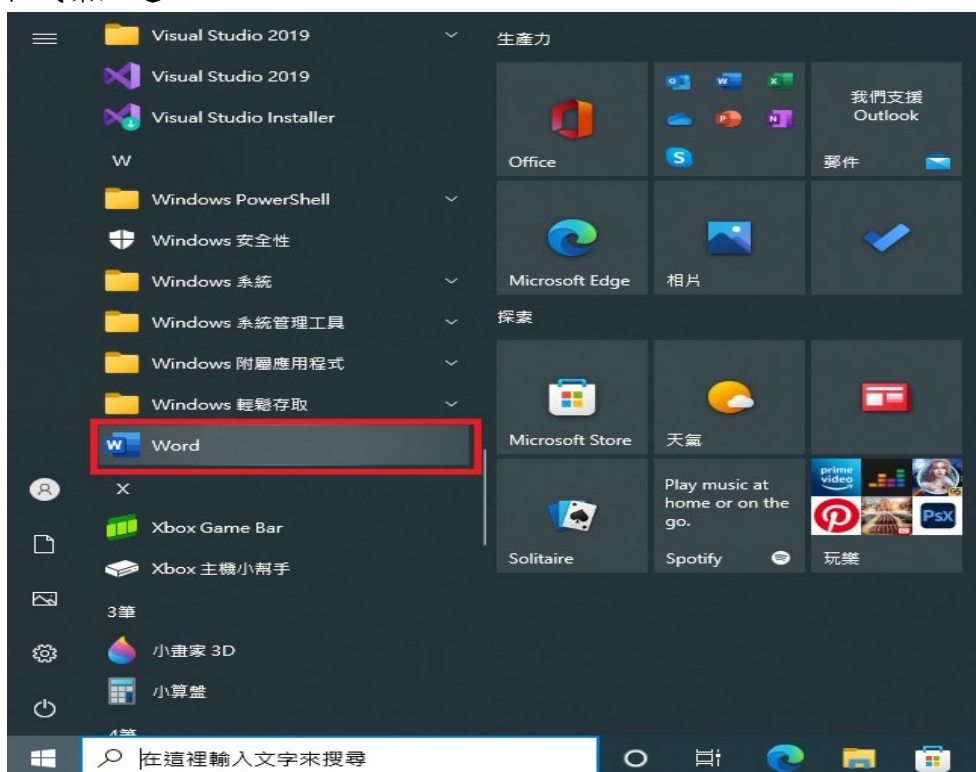 Visual Studio 2019
Visual Studio 2019
Visual Studio Installer
W
Windows PowerShell
Windows 安全性
Windows 系統
Windows 系統管理工具
Windows 附屬應用程式
Windows 輕鬆存取
Word
X
Xbox Game Bar
Xbox 主機小幫手
3筆
小畫家 3D
小算盤
4筆
在這裡輸入文字來搜尋
生產力
Office
我們支援
Outlook
郵件
Microsoft Edge
相片
探索
Microsoft Store
天氣
Solitaire
Play music at
home or on the
go.
Spotify
prime
video
PsX
玩樂